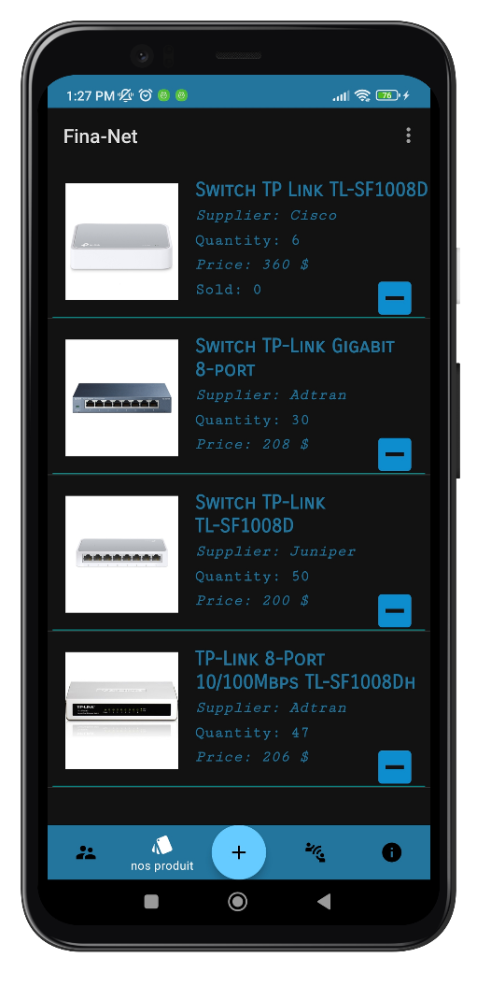 1:27 PM
76
Fina-Net
Switch TP Link TL-SF1008D
Supplier: Cisco
Quantity: 6
Price: 360 $
Sold: 0
Switch TP-Link Gigabit
8-port
Supplier: Adtran
Quantity: 30
Price: 208 $
Switch TP-Link
TL-SF1008D
Supplier: Juniper
Quantity: 50
Price: 200 $
TP-LINK
TP-Link 8-Port
10/100Mbps TL-SF1008Dh
Supplier: Adtran
Quantity: 47
Price: 206 $
nos produit